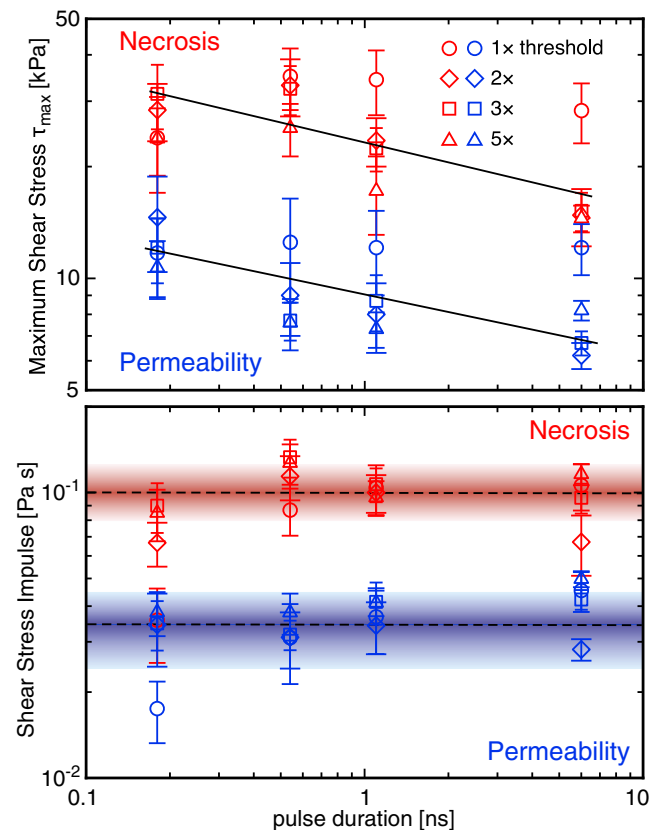 50
Necrosis
1× threshold
2×
3×
5×
10
Permeability
5
Maximum Shear Stress τmax [kPa]
Necrosis
10⁻¹
Shear Stress Impulse [Pa s]
Permeability
10⁻²
0.1
1
10
pulse duration [ns]